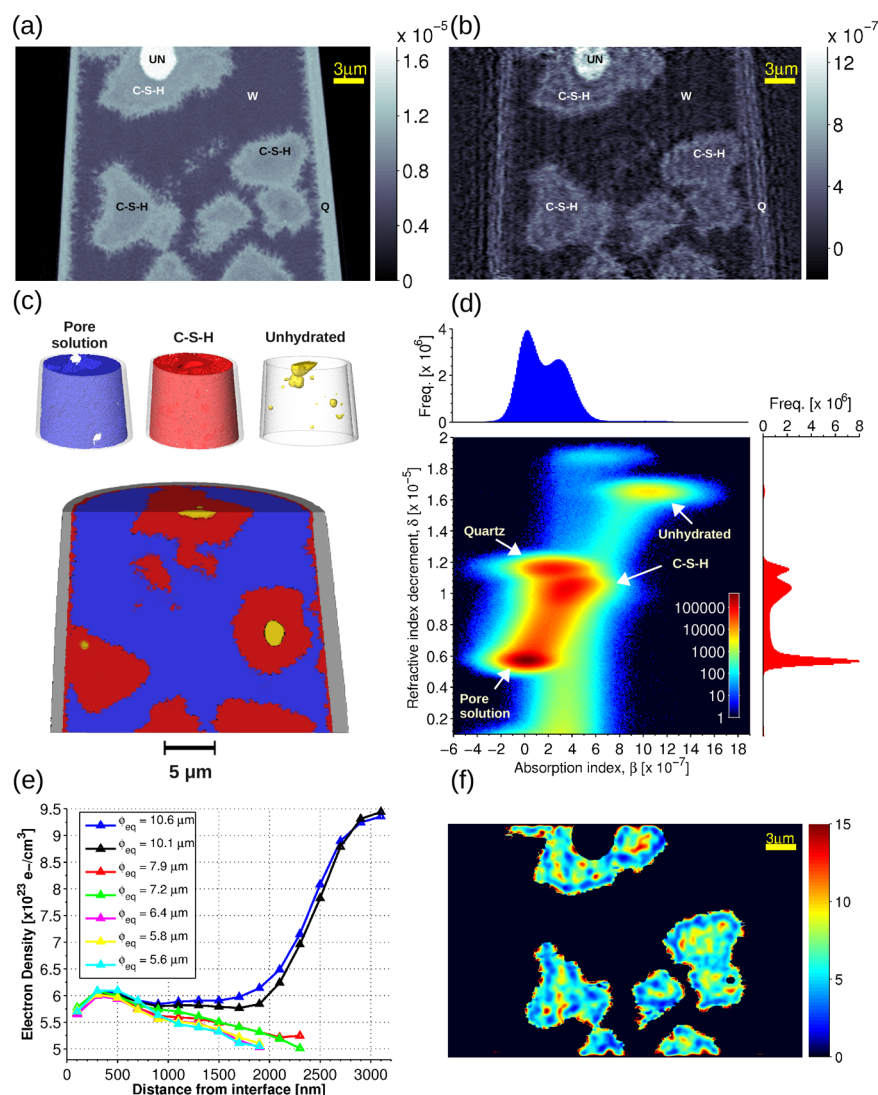 (a)
UN
C-S-H
W
C-S-H
C-S-H
Q
3μm
x 10⁻⁵
1.6
1.2
0.8
0.4
0
(b)
UN
C-S-H
W
C-S-H
C-S-H
Q
3μm
x 10⁻⁷
12
8
4
0
(c)
Pore
solution
C-S-H
Unhydrated
5 μm
(d)
Freq. [x 10⁶]
4
2
0
Freq. [x 10⁶]
0 2 4 6 8
Refractive index decrement, δ [x 10⁻⁵]
2
1.8
1.6
1.4
1.2
1
0.8
0.6
0.4
0.2
Quartz
Unhydrated
C-S-H
Pore
solution
100000
10000
1000
100
10
1
−6 −4 −2 0 2 4 6 8 10 12 14 16 18
Absorption index, β [x 10⁻⁷]
(e)
Electron Density [x10²³ e−/cm³]
9.5
9
8.5
8
7.5
7
6.5
6
5.5
5
ϕeq = 10.6 μm
ϕeq = 10.1 μm
ϕeq = 7.9 μm
ϕeq = 7.2 μm
ϕeq = 6.4 μm
ϕeq = 5.8 μm
ϕeq = 5.6 μm
0 500 1000 1500 2000 2500 3000
Distance from interface [nm]
(f)
3μm
15
10
5
0